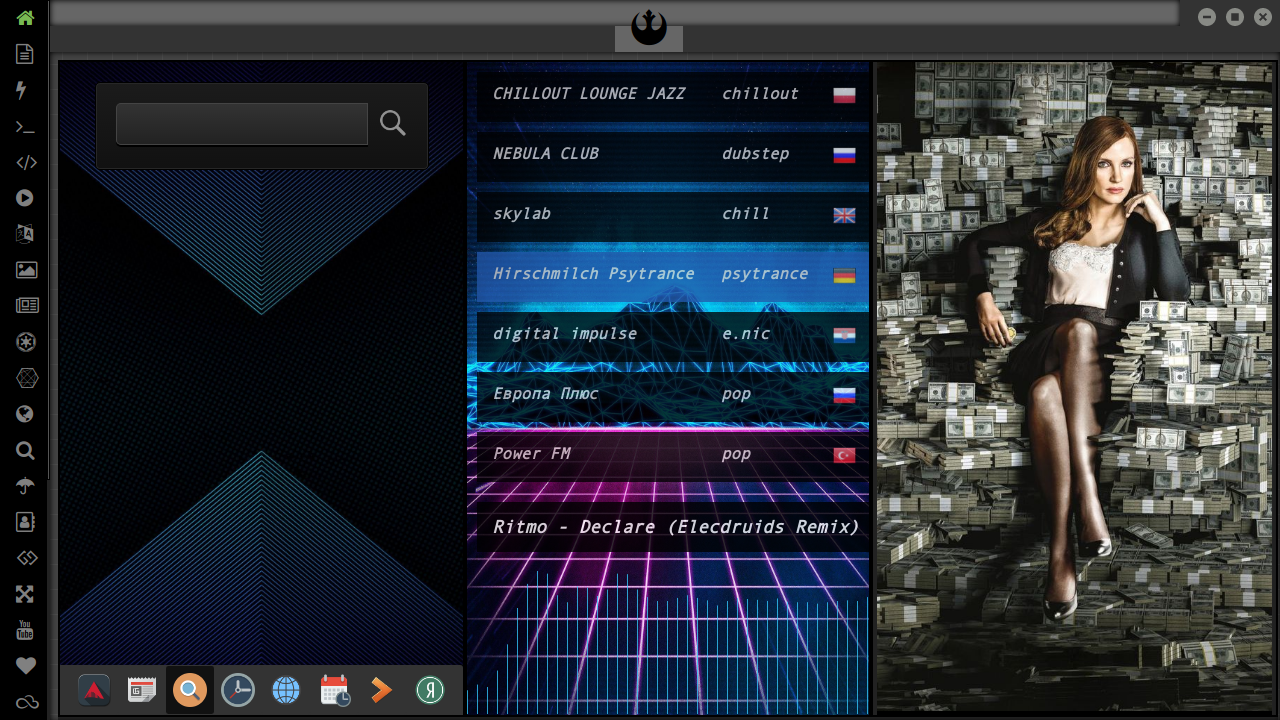 CHILLOUT LOUNGE JAZZ chillout
NEBULA CLUB dubstep
skylab chill
Hirschmilch Psytrance psytrance
digital impulse e.nic
Европа Плюс pop
Power FM pop
Ritmo - Declare (Elecdruids Remix)
You
Tube
Я